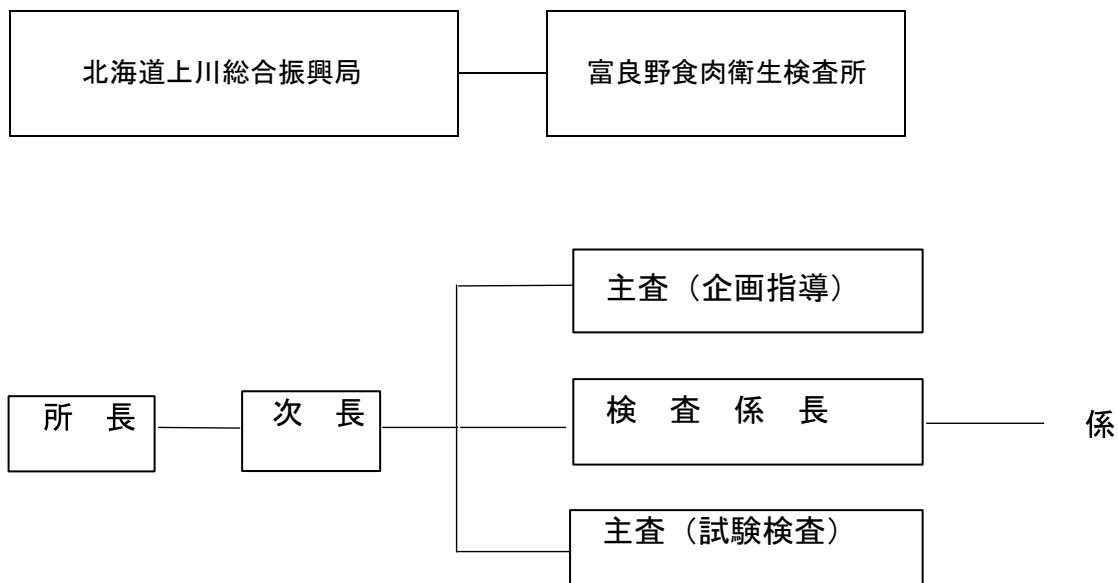 北海道上川総合振興局
富良野食肉衛生検査所
主査（企画指導）
所　長
次　長
検　査　係　長
係
主査（試験検査）